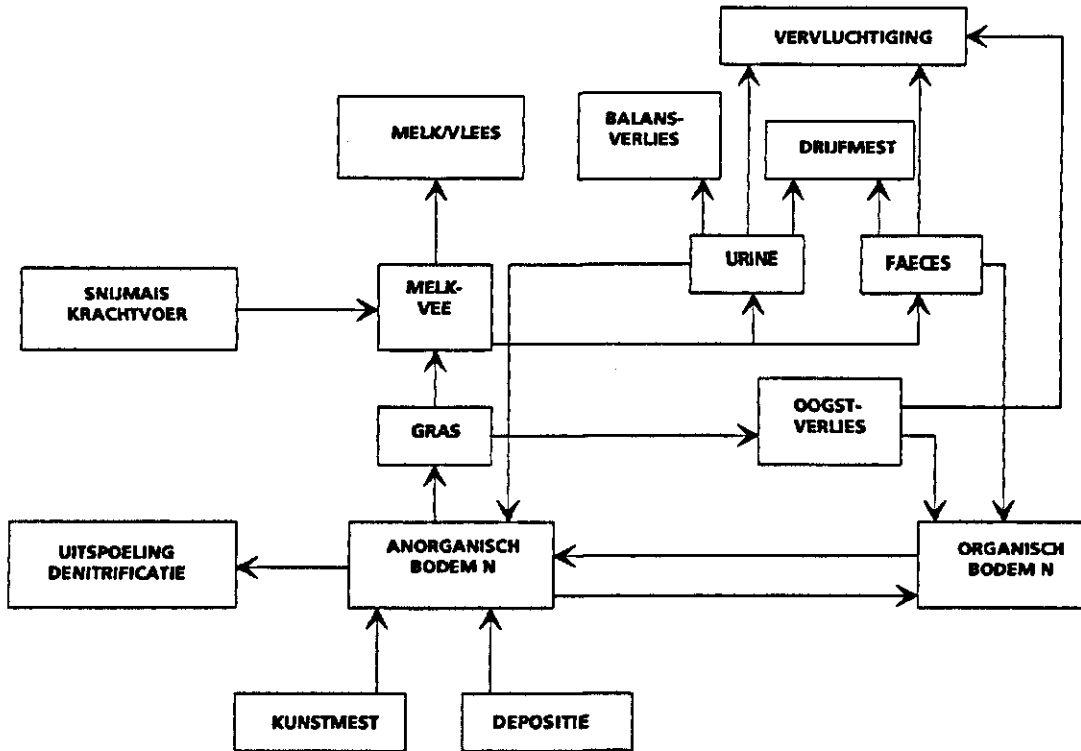 VERVLUCHTIGING
MELK/VLEES
BALANS-
VERLIES
DRIJFMEST
URINE
FAECES
SNIJMAIS
KRACHTVOER
MELK-
VEE
GRAS
OOGST-
VERLIES
UITSPOELING
DENITRIFICATIE
ANORGANISCH
BODEM N
ORGANISCH
BODEM N
KUNSTMEST
DEPOSITIE